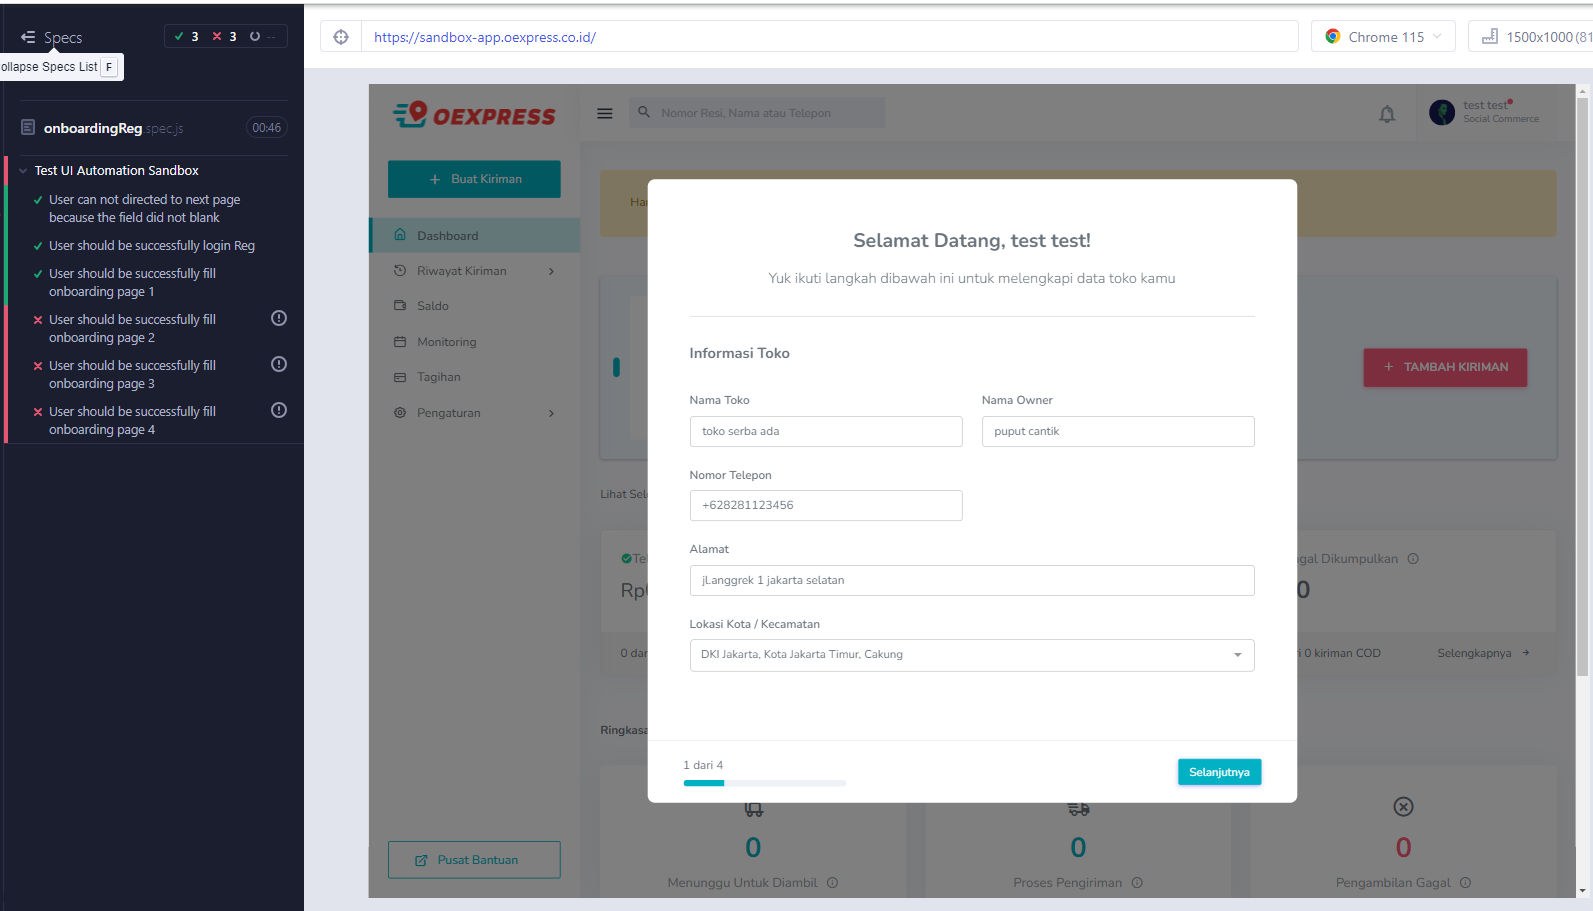 Specs
3 3 --
ollapse Specs List F
onboardingReg.spec.js 00:46
Test UI Automation Sandbox
User can not directed to next page
because the field did not blank
User should be successfully login Reg
User should be successfully fill
onboarding page 1
User should be successfully fill
onboarding page 2
User should be successfully fill
onboarding page 3
User should be successfully fill
onboarding page 4
https://sandbox-app.oexpress.co.id/
Chrome 115
1500x1000 (81
OEXPRESS
Nomor Resi, Nama atau Telepon
test test
Social Commerce
+ Buat Kiriman
Dashboard
Riwayat Kiriman
Saldo
Monitoring
Tagihan
Pengaturan
Pusat Bantuan
Har
Selamat Datang, test test!
Yuk ikuti langkah dibawah ini untuk melengkapi data toko kamu
Informasi Toko
Nama Toko
toko serba ada
Nama Owner
puput cantik
Nomor Telepon
+628281123456
Alamat
jl.anggrek 1 jakarta selatan
Lokasi Kota / Kecamatan
DKI Jakarta, Kota Jakarta Timur, Cakung
1 dari 4
Selanjutnya
+ TAMBAH KIRIMAN
Lihat Sel
Te
Rp
0 dar
gal Dikumpulkan
0
i 0 kiriman COD
Selengkapnya
Ringkasa
0
Menunggu Untuk Diambil
0
Proses Pengiriman
0
Pengambilan Gagal